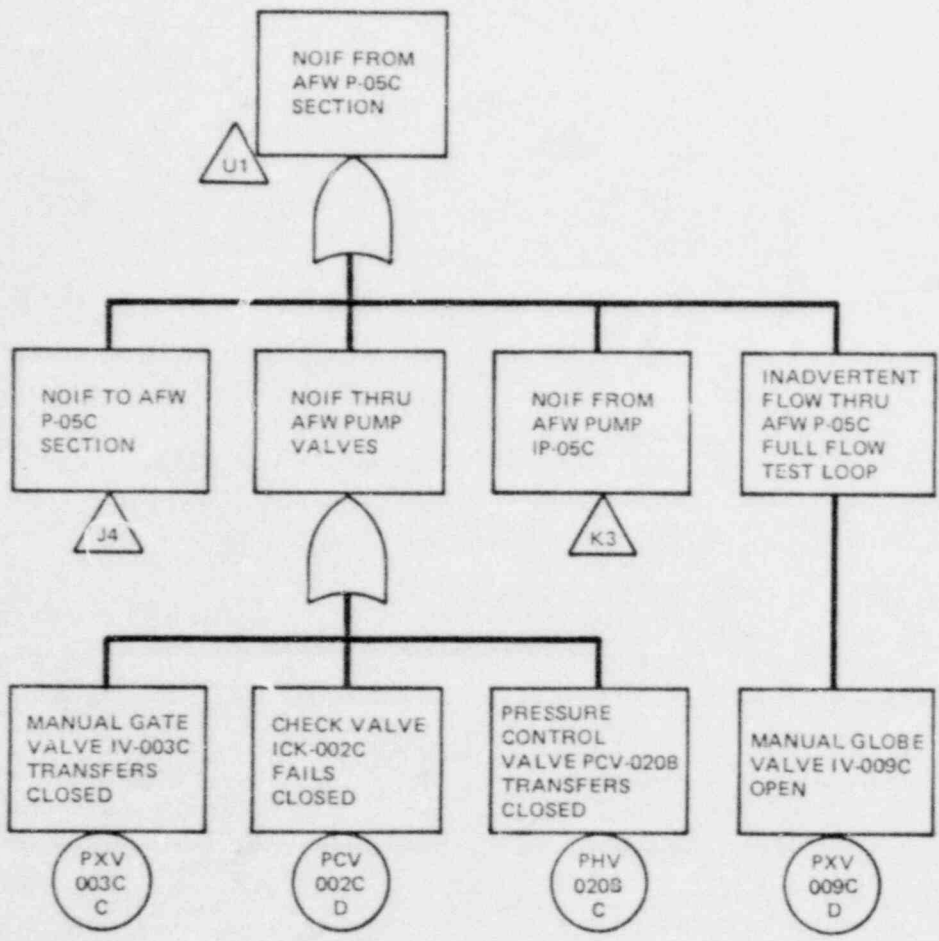 NOIF FROM
AFW P-05C
SECTION
U1
NOIF TO AFW
P-05C
SECTION
J4
NOIF THRU
AFW PUMP
VALVES
NOIF FROM
AFW PUMP
IP-05C
K3
INADVERTENT
FLOW THRU
AFW P-05C
FULL FLOW
TEST LOOP
MANUAL GATE
VALVE IV-003C
TRANSFERS
CLOSED
PXV
003C
C
CHECK VALVE
ICK-002C
FAILS
CLOSED
PCV
002C
D
PRESSURE
CONTROL
VALVE PCV-020B
TRANSFERS
CLOSED
PHV
020B
C
MANUAL GLOBE
VALVE IV-009C
OPEN
PXV
009C
D